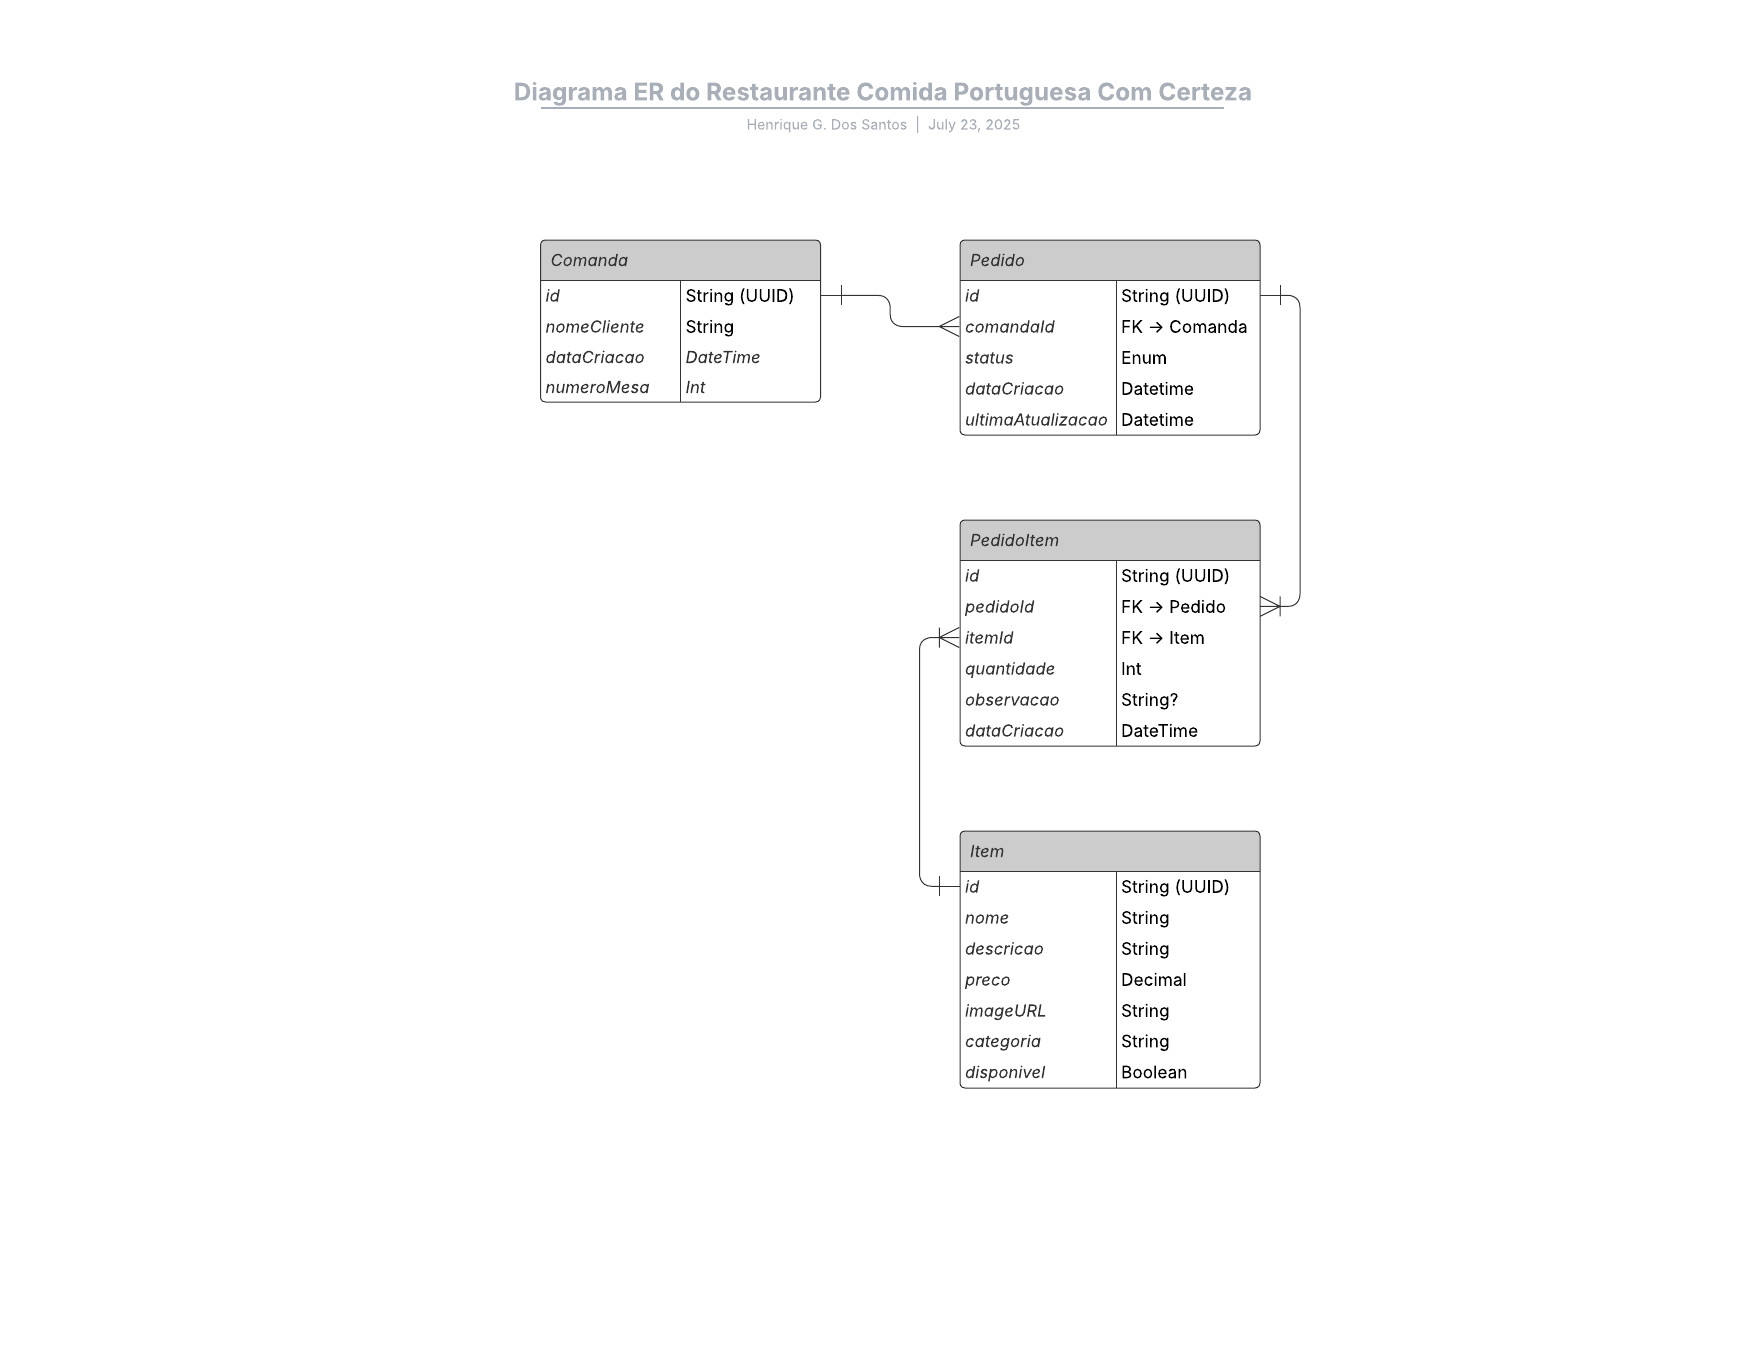 Diagrama ER do Restaurante Comida Portuguesa Com Certeza
Henrique G. Dos Santos | July 23, 2025
Comanda
id String (UUID)
nomeCliente String
dataCriacao DateTime
numeroMesa Int
Pedido
id String (UUID)
comandaId FK → Comanda
status Enum
dataCriacao Datetime
ultimaAtualizacao Datetime
PedidoItem
id String (UUID)
pedidoId FK → Pedido
itemId FK → Item
quantidade Int
observacao String?
dataCriacao DateTime
Item
id String (UUID)
nome String
descricao String
preco Decimal
imageURL String
categoria String
disponivel Boolean